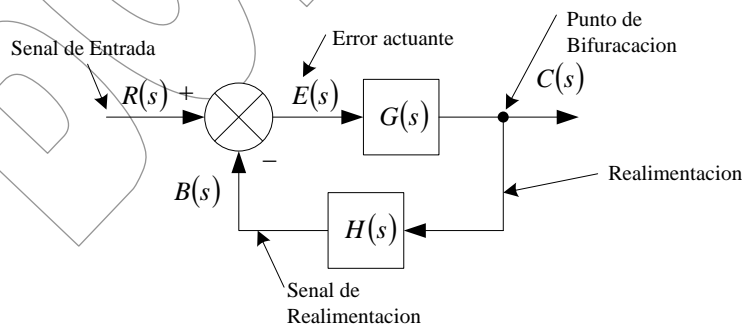 Punto de
Bifuracacion
Error actuante
Senal de Entrada
R(s) +
E(s)
G(s)
C(s)
−
B(s)
H(s)
Realimentacion
Senal de
Realimentacion